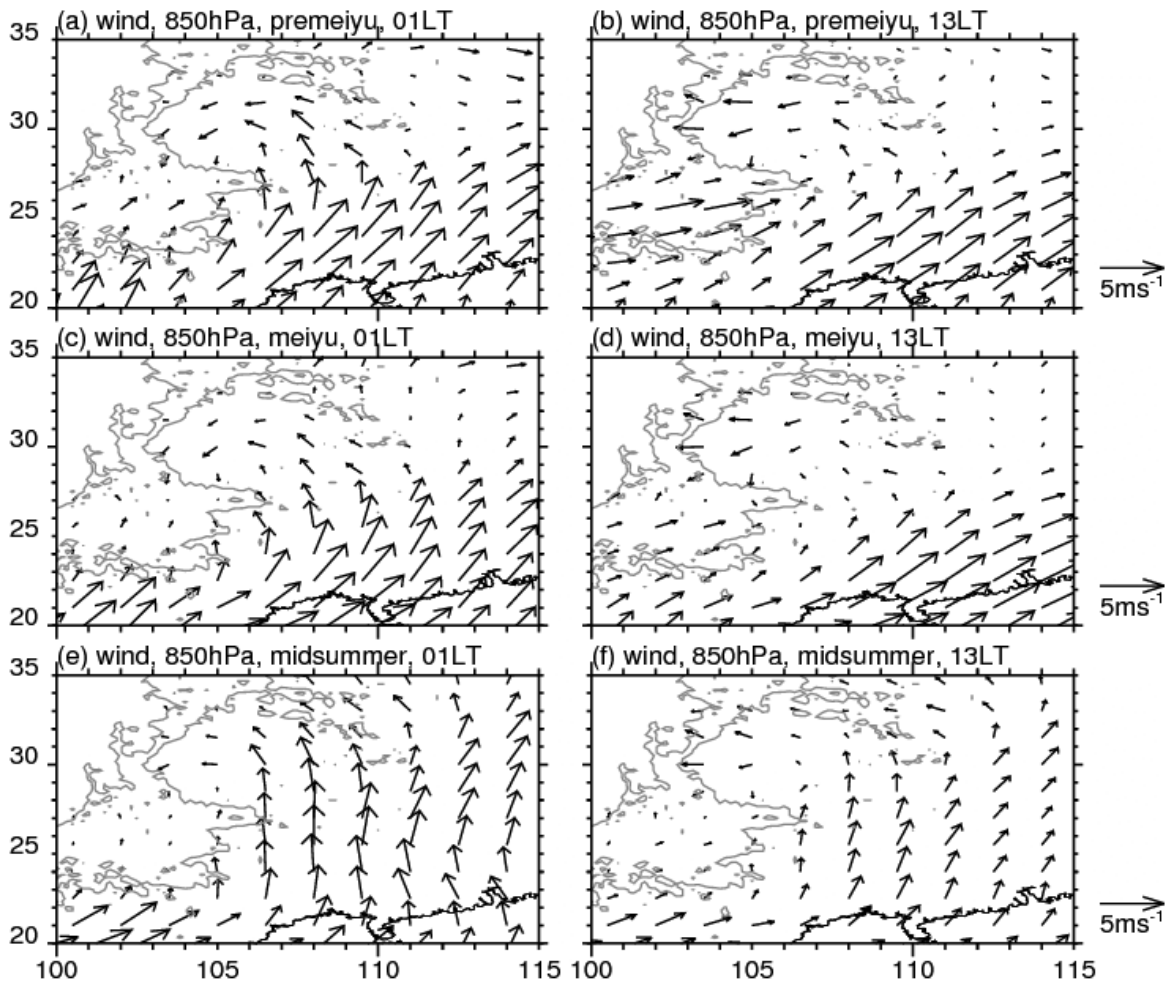 (a) wind, 850hPa, premeiyu, 01LT
(b) wind, 850hPa, premeiyu, 13LT
35
30
25
20
5ms⁻¹
(c) wind, 850hPa, meiyu, 01LT
(d) wind, 850hPa, meiyu, 13LT
35
30
25
20
5ms⁻¹
(e) wind, 850hPa, midsummer, 01LT
(f) wind, 850hPa, midsummer, 13LT
35
30
25
20
5ms⁻¹
100 105 110 115 100 105 110 115